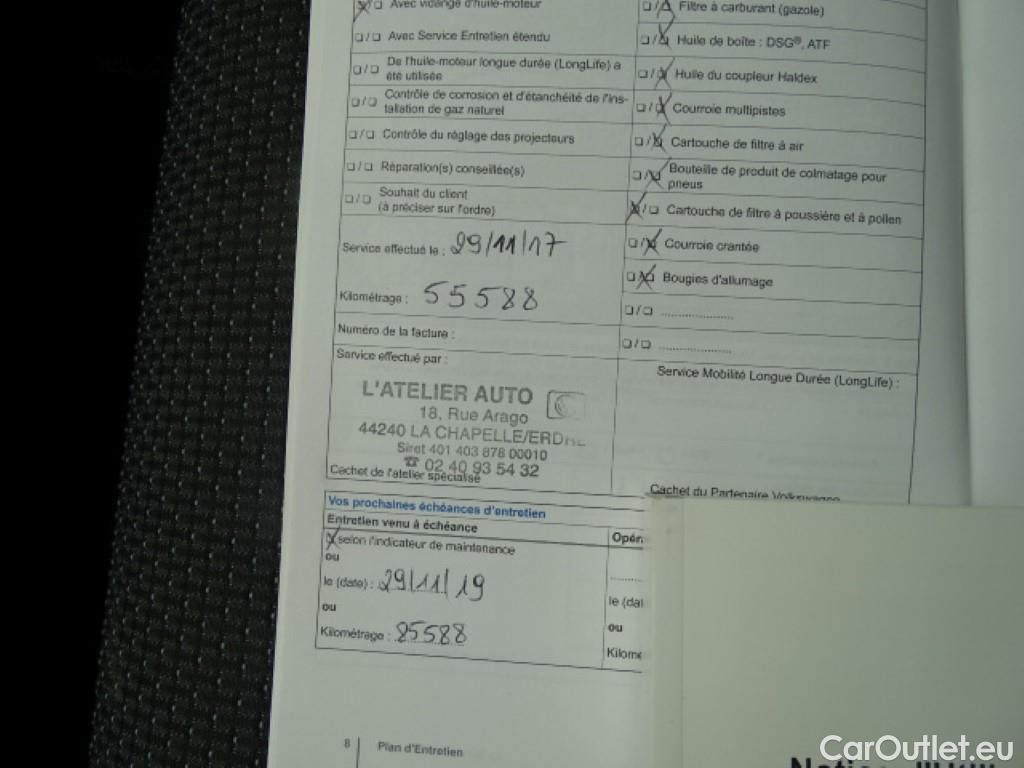 Avec vidange d'huile-moteur
❏ / ❏ Avec Service Entretien étendu
❏ / ❏ De l'huile-moteur longue durée (LongLife) a
été utilisée
❏ / ❏ Contrôle de corrosion et d'étanchéité de l'ins-
tallation de gaz naturel
❏ / ❏ Contrôle du réglage des projecteurs
❏ / ❏ Réparation(s) conseillée(s)
❏ / ❏ Souhait du client
(à préciser sur l'ordre)
Service effectué le : 29/11/17
Kilométrage : 55588
Numéro de la facture :
Service effectué par :
L'ATELIER AUTO
18, Rue Arago
44240 LA CHAPELLE/ERDRE
Siret 401 403 878 00010
☎ 02 40 93 54 32
Cachet de l'atelier spécialisé
Filtre à carburant (gazole)
Huile de boîte : DSG®, ATF
Huile du coupleur Haldex
Courroie multipistes
Cartouche de filtre à air
Bouteille de produit de colmatage pour
pneus
Cartouche de filtre à poussière et à pollen
Courroie crantée
Bougies d'allumage
❏ / ❏ ....................
❏ / ❏ ....................
Service Mobilité Longue Durée (LongLife) :
Cachet du Partenaire Volkswagen
Vos prochaines échéances d'entretien
Entretien venu à échéance
selon l'indicateur de maintenance
ou
le (date) : 29/11/19
ou
Kilométrage : 85588
Opér
.........
le (dat
ou
Kilome
8 Plan d'Entretien
CarOutlet.eu